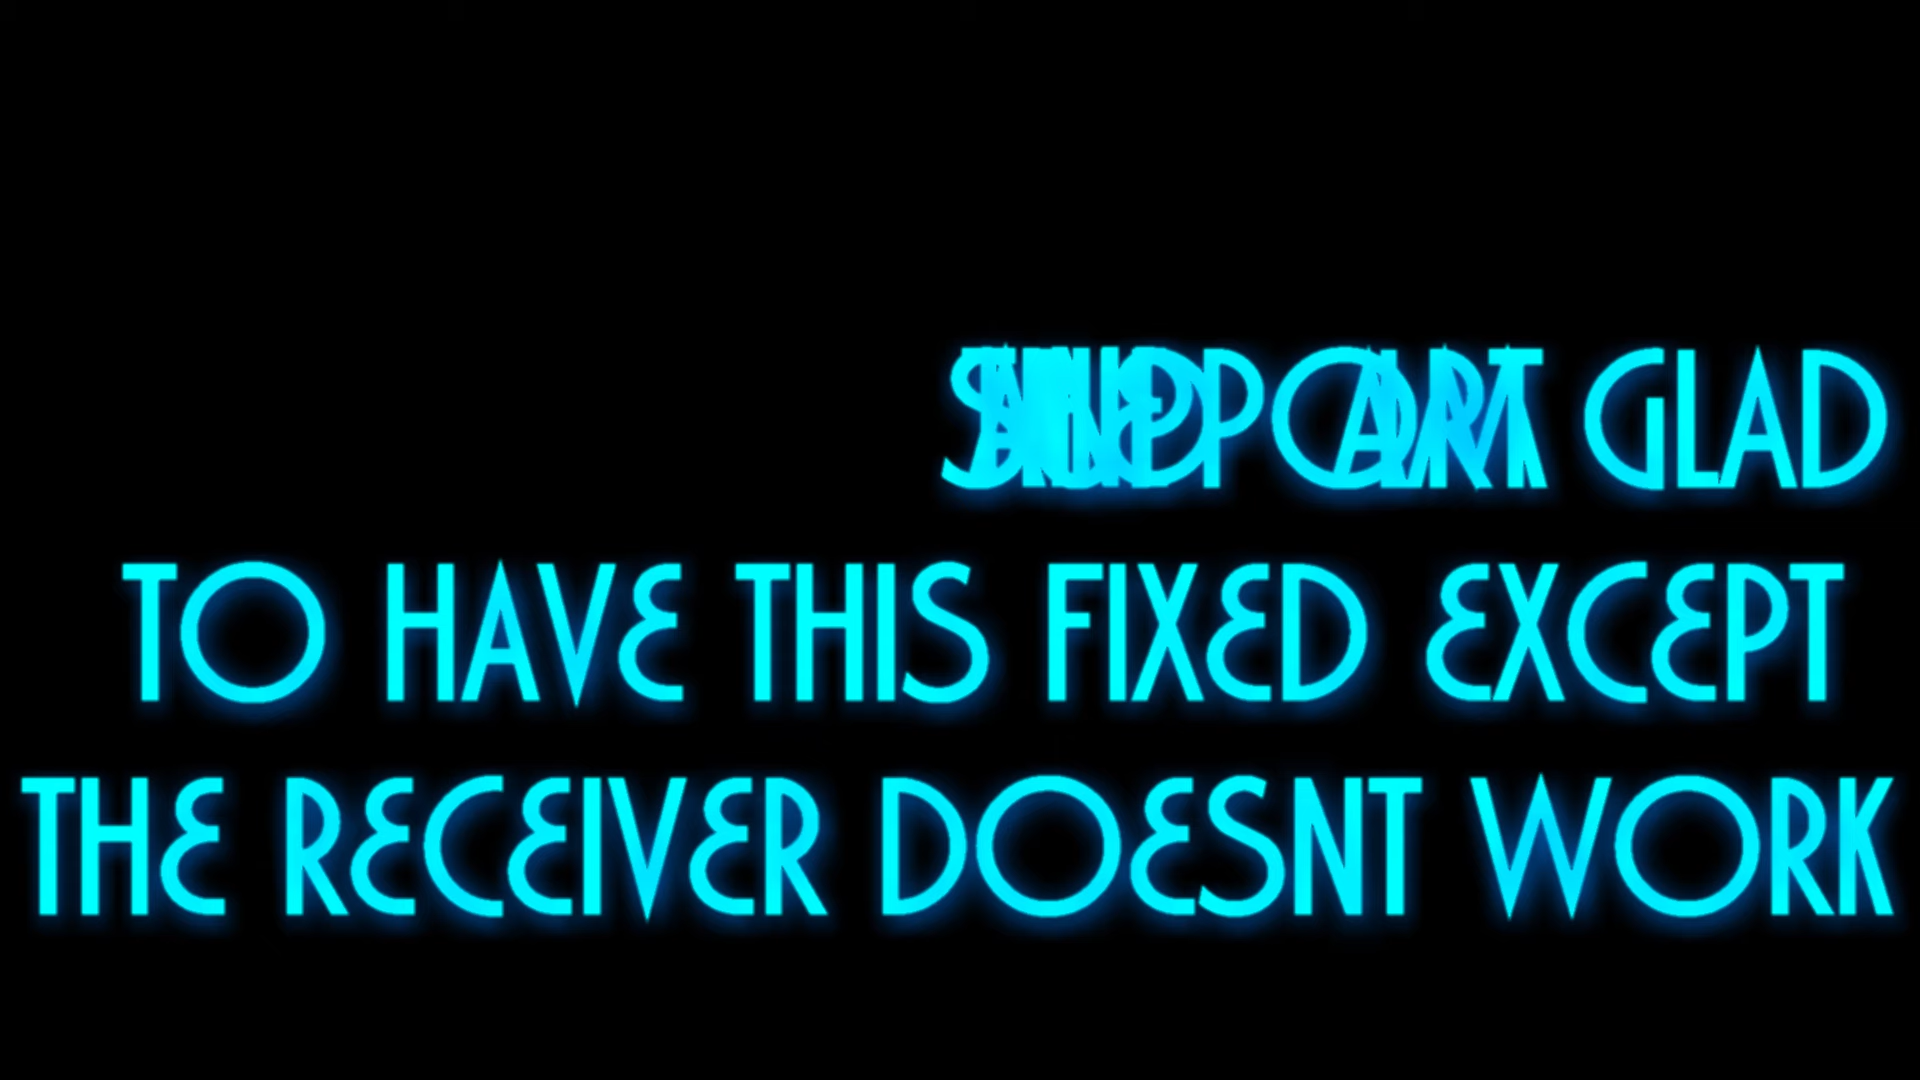 GLAD
TO HAVE THIS FIXED EXCEPT
THE RECEIVER DOESNT WORK